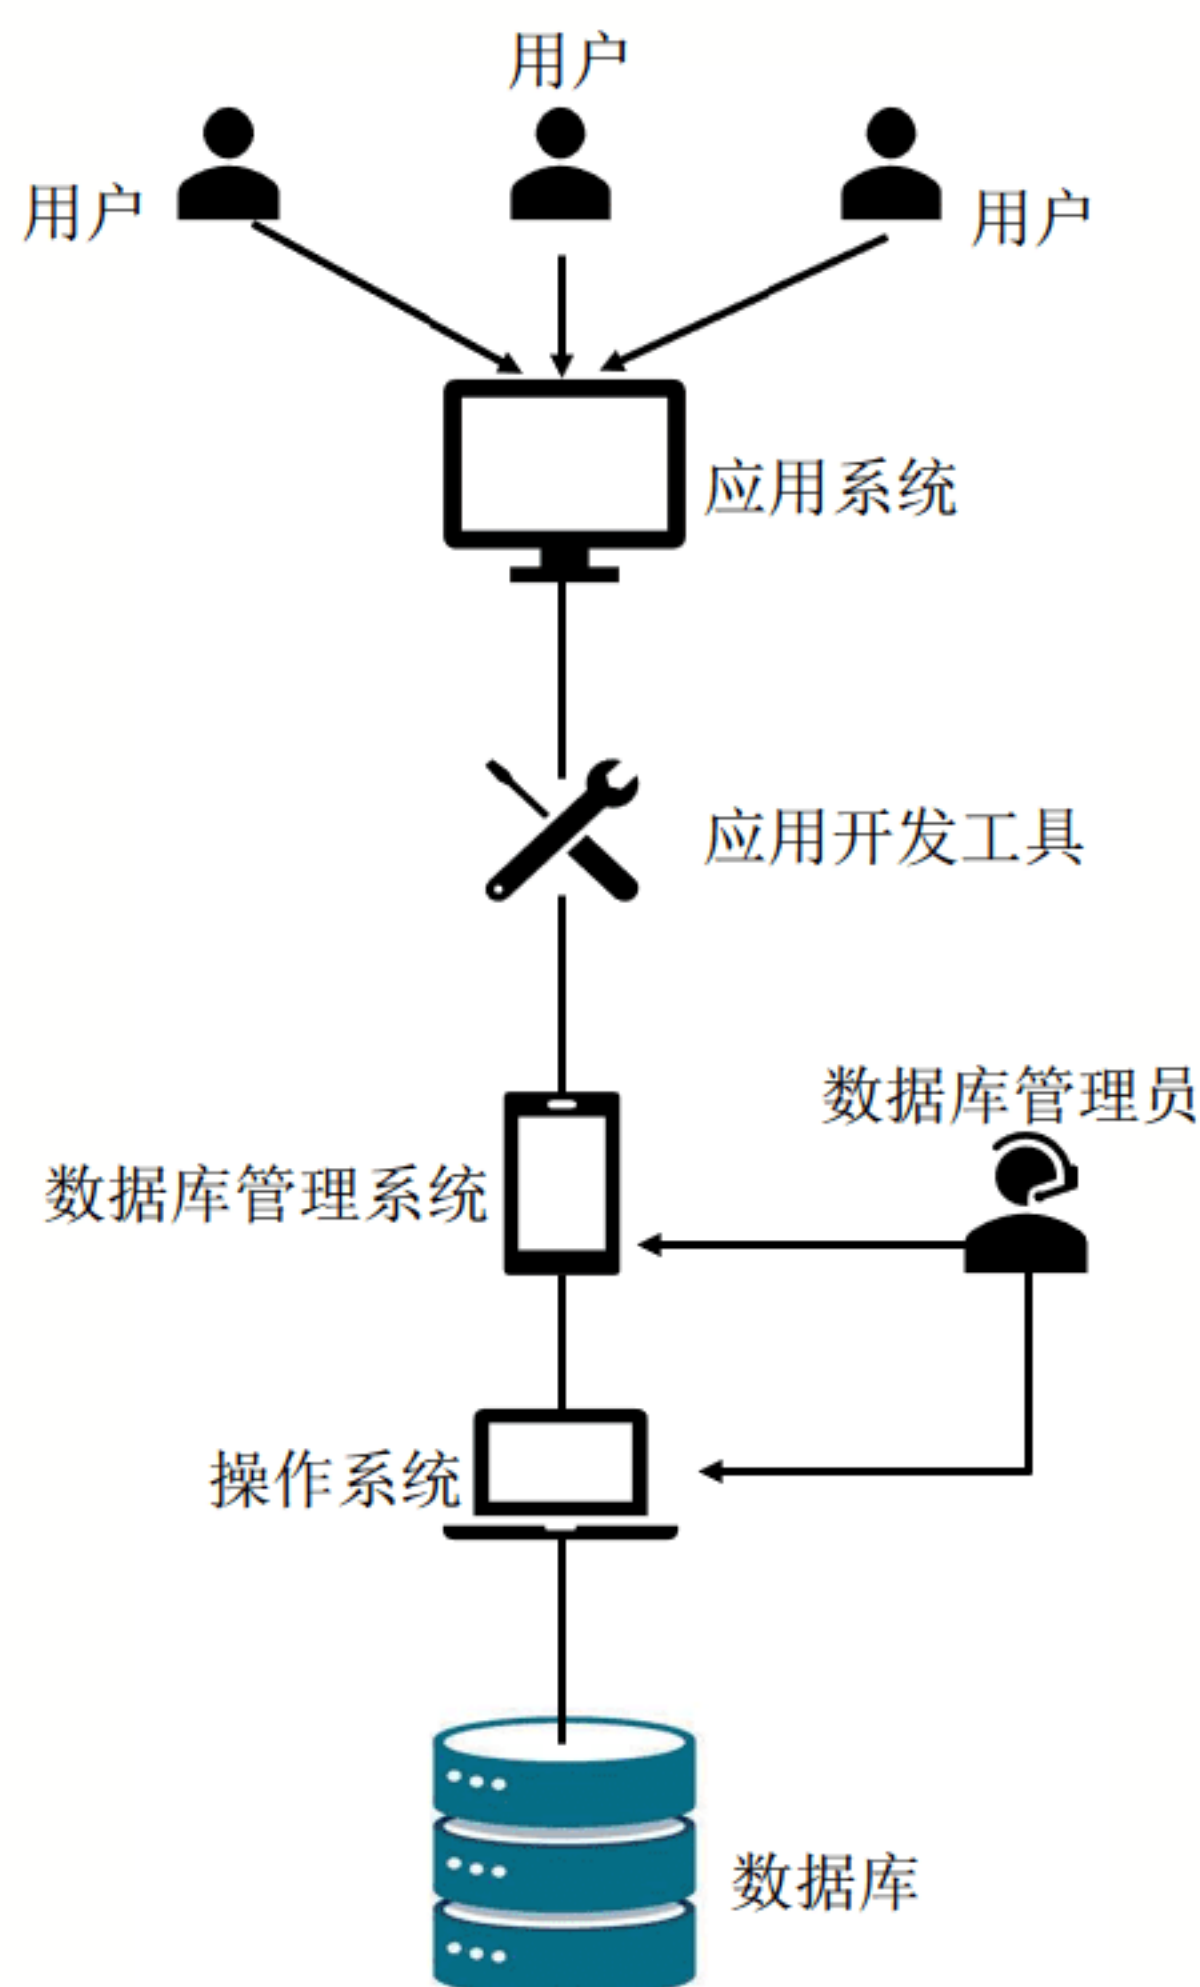 用户
用户
用户
应用系统
应用开发工具
数据库管理员
数据库管理系统
操作系统
数据库